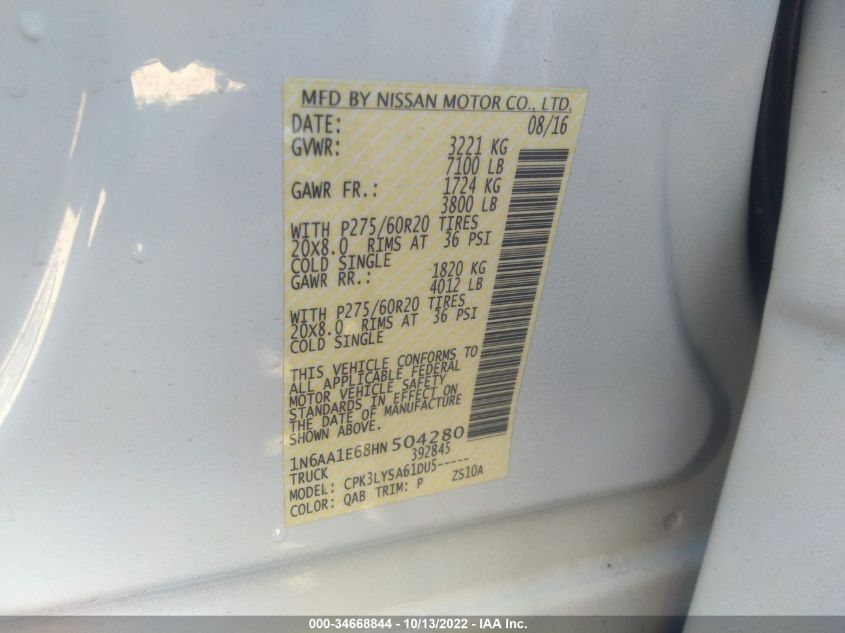 MFD BY NISSAN MOTOR CO., LTD.
DATE: 08/16
GVWR: 3221 KG
7100 LB
GAWR FR.: 1724 KG
3800 LB
WITH P275/60R20 TIRES
20X8.0 RIMS AT 36 PSI
COLD SINGLE
GAWR RR.: 1820 KG
4012 LB
WITH P275/60R20 TIRES
20X8.0 RIMS AT 36 PSI
COLD SINGLE
THIS VEHICLE CONFORMS TO
ALL APPLICABLE FEDERAL
MOTOR VEHICLE SAFETY
STANDARDS IN EFFECT ON
THE DATE OF MANUFACTURE
SHOWN ABOVE.
1N6AA1E68HN504280
TRUCK 392845
MODEL: CPK3LYSA61DU5-----
COLOR: QAB TRIM: P ZS10A
000-34668844 - 10/13/2022 - IAA Inc.